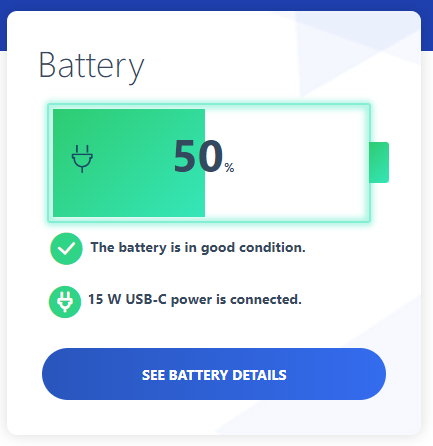 Battery
50%
The battery is in good condition.
15 W USB-C power is connected.
SEE BATTERY DETAILS